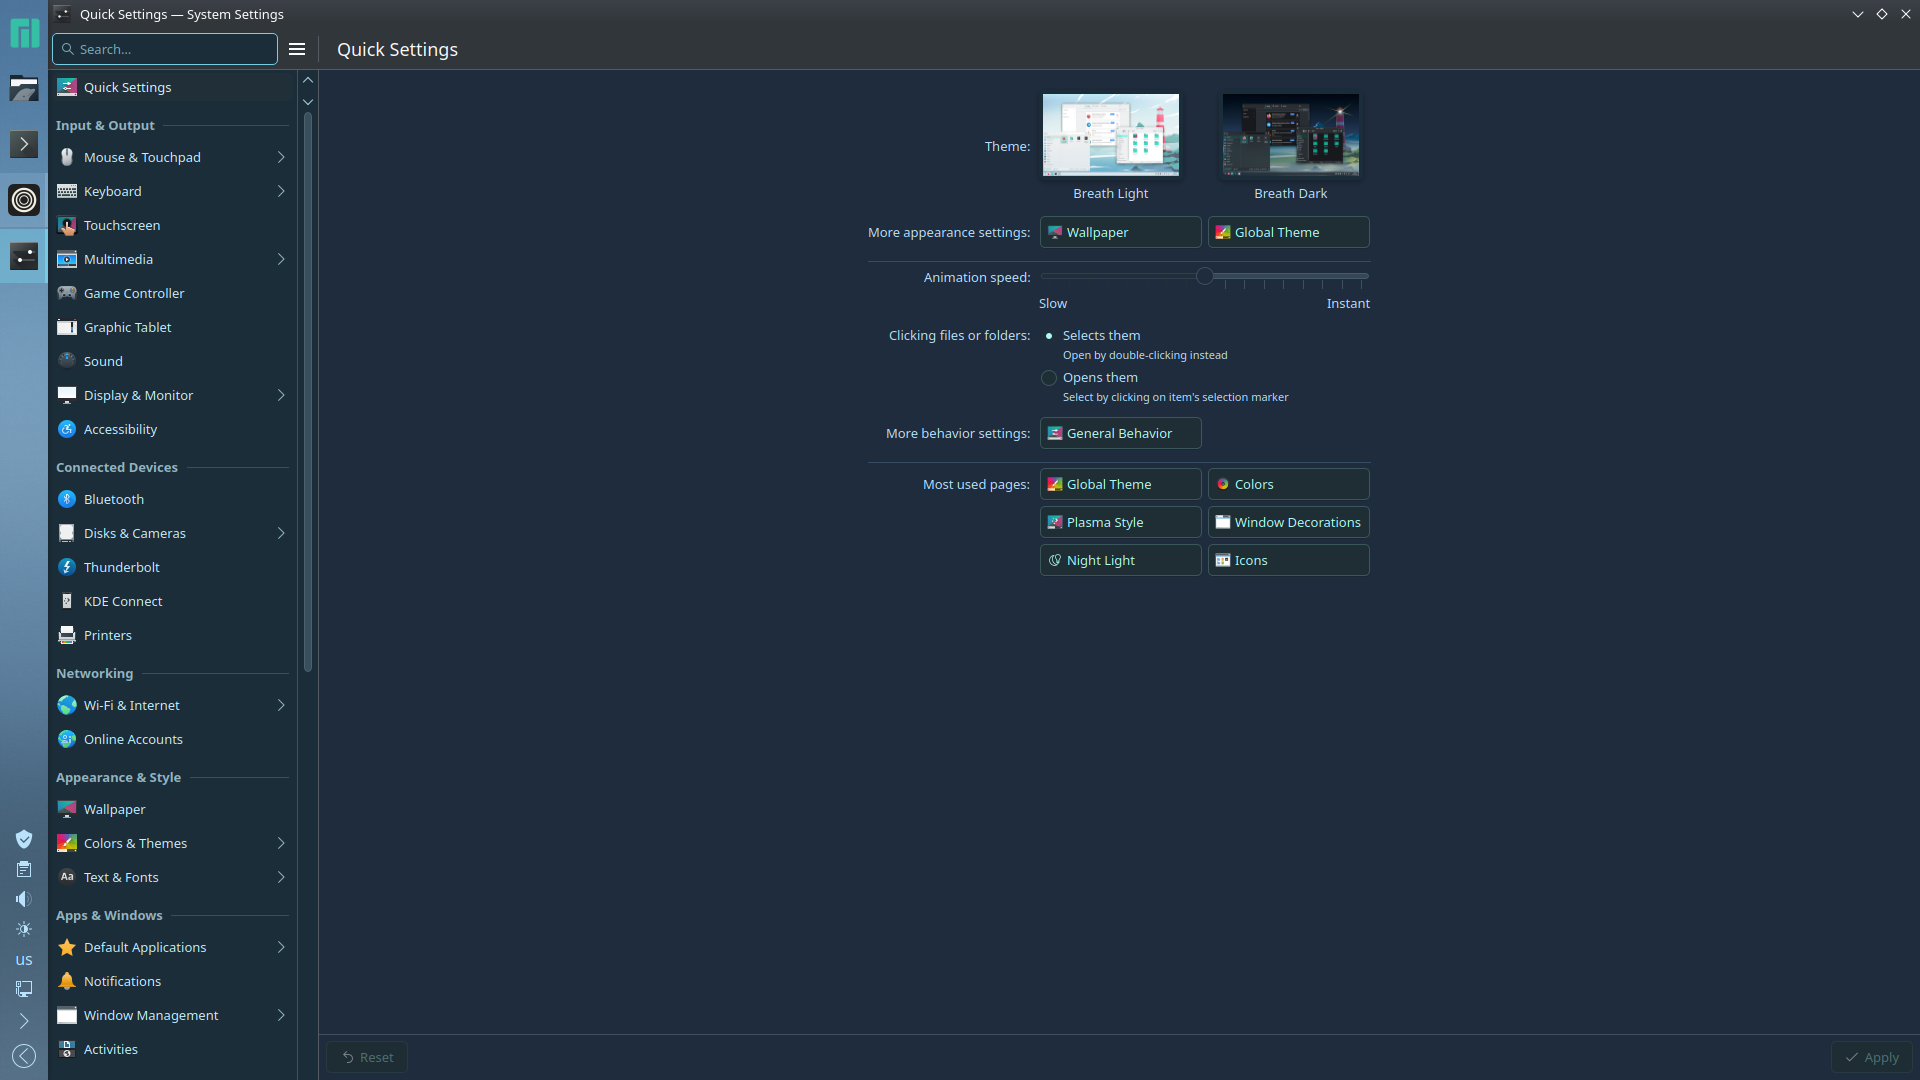 Quick Settings — System Settings
Search...
Quick Settings
Quick Settings
Input & Output
Mouse & Touchpad
Keyboard
Touchscreen
Multimedia
Game Controller
Graphic Tablet
Sound
Display & Monitor
Accessibility
Connected Devices
Bluetooth
Disks & Cameras
Thunderbolt
KDE Connect
Printers
Networking
Wi-Fi & Internet
Online Accounts
Appearance & Style
Wallpaper
Colors & Themes
Aa Text & Fonts
Apps & Windows
Default Applications
Notifications
Window Management
Activities
us
Theme:
Breath Light Breath Dark
More appearance settings: Wallpaper Global Theme
Animation speed:
Slow Instant
Clicking files or folders: Selects them
Open by double-clicking instead
Opens them
Select by clicking on item's selection marker
More behavior settings: General Behavior
Most used pages: Global Theme Colors
Plasma Style Window Decorations
Night Light Icons
Reset Apply